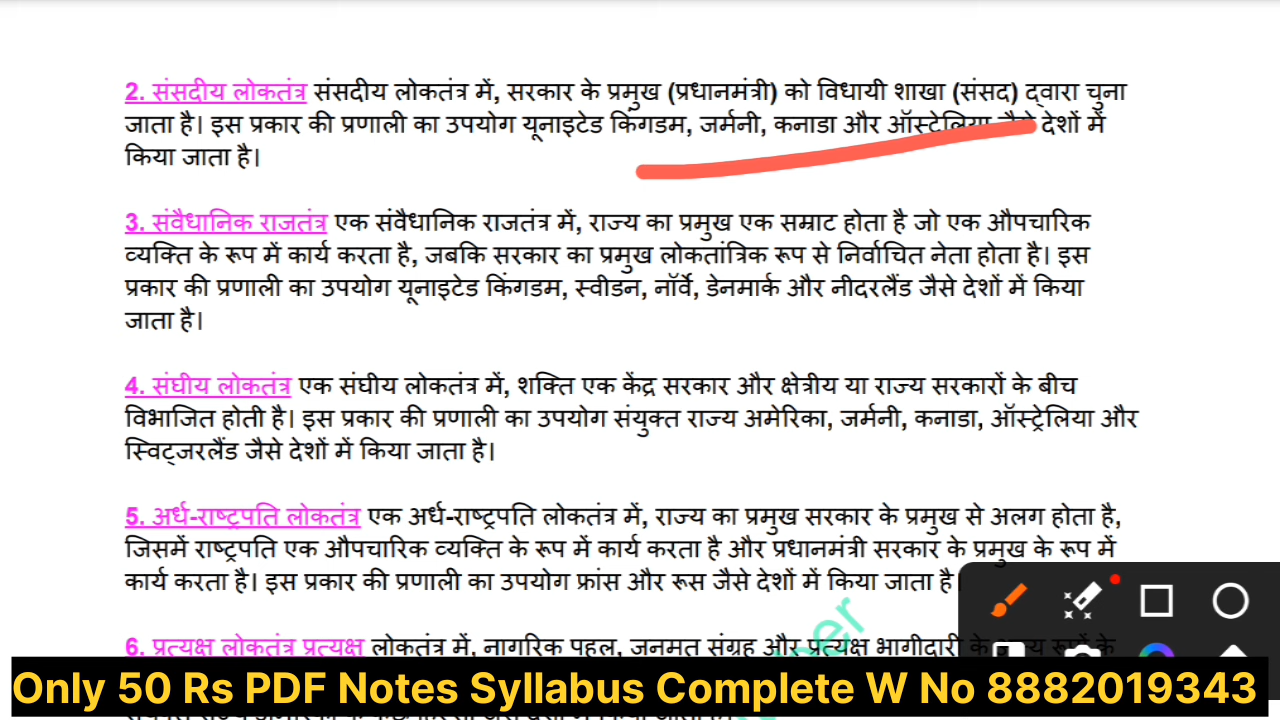 2. संसदीय लोकतंत्र संसदीय लोकतंत्र में, सरकार के प्रमुख (प्रधानमंत्री) को विधायी शाखा (संसद) द्वारा चुना
जाता है। इस प्रकार की प्रणाली का उपयोग यूनाइटेड किंगडम, जर्मनी, कनाडा और ऑस्ट्रेलिया जैसे देशों में
किया जाता है।
3. संवैधानिक राजतंत्र एक संवैधानिक राजतंत्र में, राज्य का प्रमुख एक सम्राट होता है जो एक औपचारिक
व्यक्ति के रूप में कार्य करता है, जबकि सरकार का प्रमुख लोकतांत्रिक रूप से निर्वाचित नेता होता है। इस
प्रकार की प्रणाली का उपयोग यूनाइटेड किंगडम, स्वीडन, नॉर्वे, डेनमार्क और नीदरलैंड जैसे देशों में किया
जाता है।
4. संघीय लोकतंत्र एक संघीय लोकतंत्र में, शक्ति एक केंद्र सरकार और क्षेत्रीय या राज्य सरकारों के बीच
विभाजित होती है। इस प्रकार की प्रणाली का उपयोग संयुक्त राज्य अमेरिका, जर्मनी, कनाडा, ऑस्ट्रेलिया और
स्विट्जरलैंड जैसे देशों में किया जाता है।
5. अर्ध-राष्ट्रपति लोकतंत्र एक अर्ध-राष्ट्रपति लोकतंत्र में, राज्य का प्रमुख सरकार के प्रमुख से अलग होता है,
जिसमें राष्ट्रपति एक औपचारिक व्यक्ति के रूप में कार्य करता है और प्रधानमंत्री सरकार के प्रमुख के रूप में
कार्य करता है। इस प्रकार की प्रणाली का उपयोग फ्रांस और रूस जैसे देशों में किया जाता है।
6. प्रत्यक्ष लोकतंत्र प्रत्यक्ष लोकतंत्र में, नागरिक पहल, जनमत संग्रह और प्रत्यक्ष भागीदारी के अन्य रूपों के
Only 50 Rs PDF Notes Syllabus Complete W No 8882019343